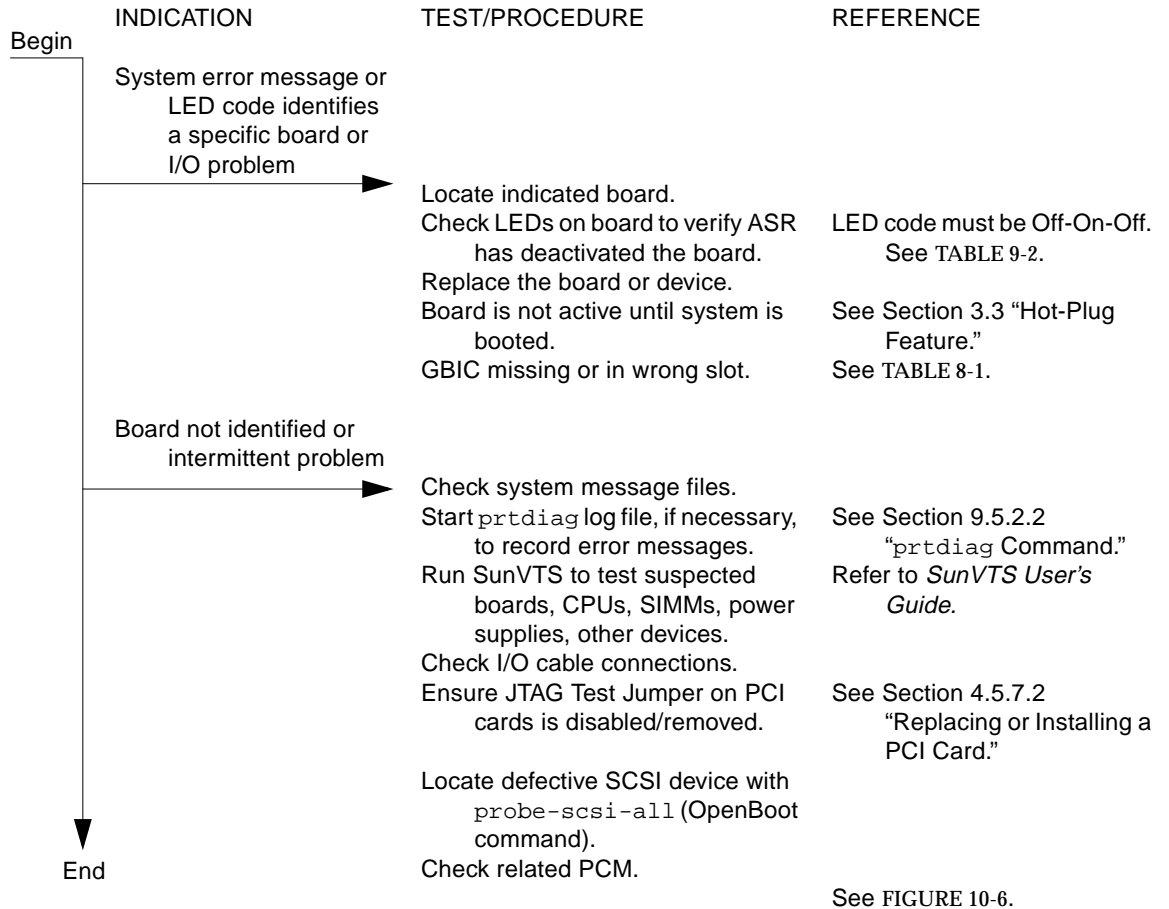 INDICATION TEST/PROCEDURE REFERENCE
Begin
System error message or
LED code identifies
a specific board or
I/O problem
Locate indicated board.
Check LEDs on board to verify ASR LED code must be Off-On-Off.
has deactivated the board. See TABLE 9-2.
Replace the board or device.
Board is not active until system is See Section 3.3 “Hot-Plug
booted. Feature.”
GBIC missing or in wrong slot. See TABLE 8-1.
Board not identified or
intermittent problem
Check system message files.
Start prtdiag log file, if necessary, See Section 9.5.2.2
to record error messages. “prtdiag Command.”
Run SunVTS to test suspected Refer to SunVTS User's
boards, CPUs, SIMMs, power Guide.
supplies, other devices.
Check I/O cable connections.
Ensure JTAG Test Jumper on PCI See Section 4.5.7.2
cards is disabled/removed. “Replacing or Installing a
PCI Card.”
Locate defective SCSI device with
probe-scsi-all (OpenBoot
command).
End Check related PCM.
See FIGURE 10-6.